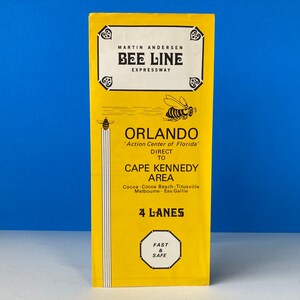 MARTIN ANDERSEN
BEE LINE
EXPRESSWAY
ORLANDO
'Action Center of Florida'
DIRECT
TO
CAPE KENNEDY
AREA
Cocoa - Cocoa Beach - Titusville
Melbourne - Eau Gallie
4 LANES
FAST
&
SAFE